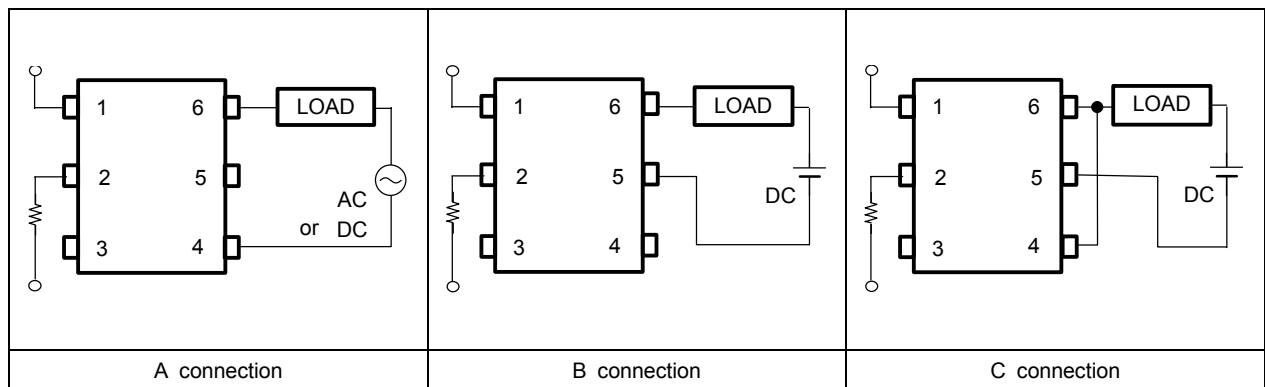 1 6 LOAD
2 5
AC
or DC
3 4
A connection
1 6 LOAD
2 5
DC
3 4
B connection
1 6 LOAD
2 5
DC
3 4
C connection